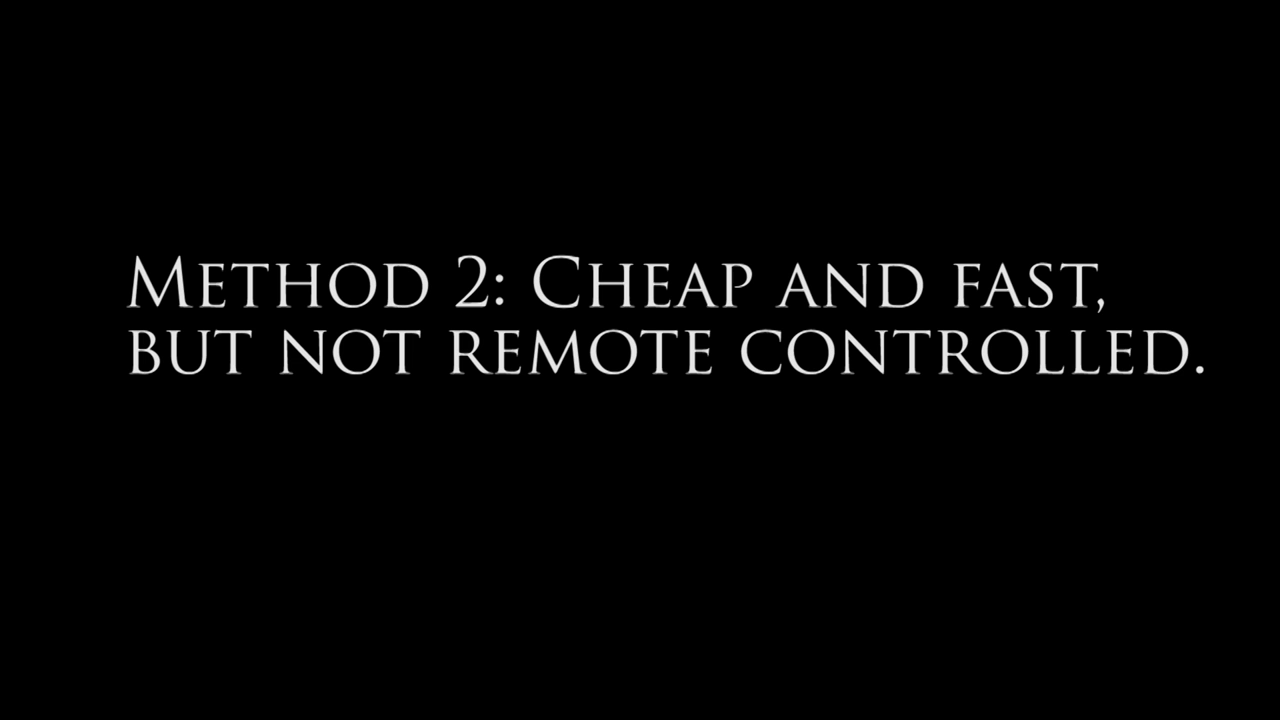 Method 2: Cheap and fast,
but not remote controlled.